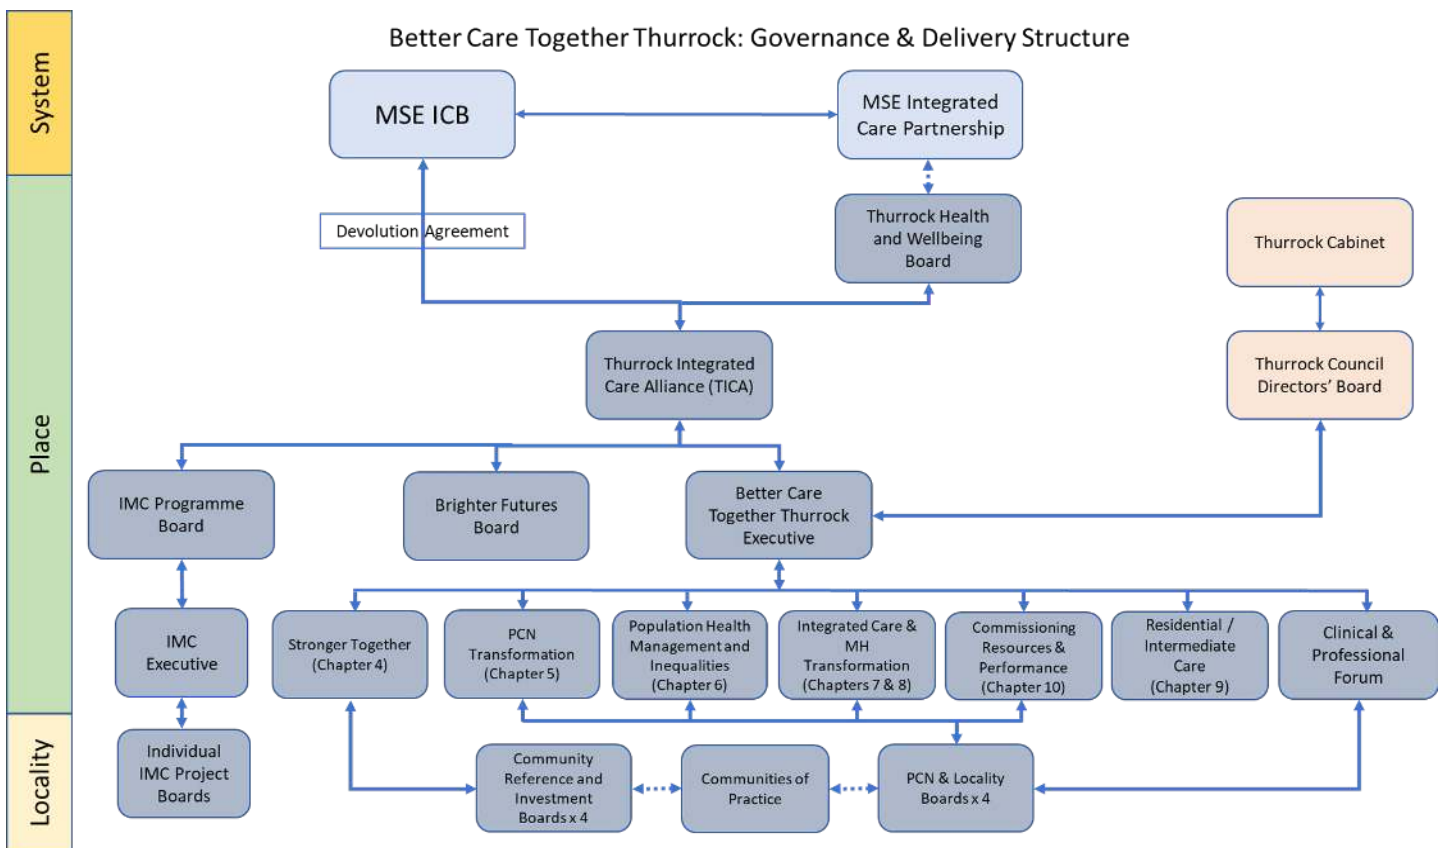 Better Care Together Thurrock: Governance & Delivery Structure
System
MSE ICB
MSE Integrated
Care Partnership
Place
Devolution Agreement
Thurrock Health
and Wellbeing
Board
Thurrock Cabinet
Thurrock Integrated
Care Alliance (TICA)
Thurrock Council
Directors’ Board
IMC Programme
Board
Brighter Futures
Board
Better Care
Together Thurrock
Executive
IMC
Executive
Stronger Together
(Chapter 4)
PCN
Transformation
(Chapter 5)
Population Health
Management and
Inequalities
(Chapter 6)
Integrated Care &
MH
Transformation
(Chapters 7 & 8)
Commissioning
Resources &
Performance
(Chapter 10)
Residential /
Intermediate
Care
(Chapter 9)
Clinical &
Professional
Forum
Locality
Individual
IMC Project
Boards
Community
Reference and
Investment
Boards x 4
Communities of
Practice
PCN & Locality
Boards x 4